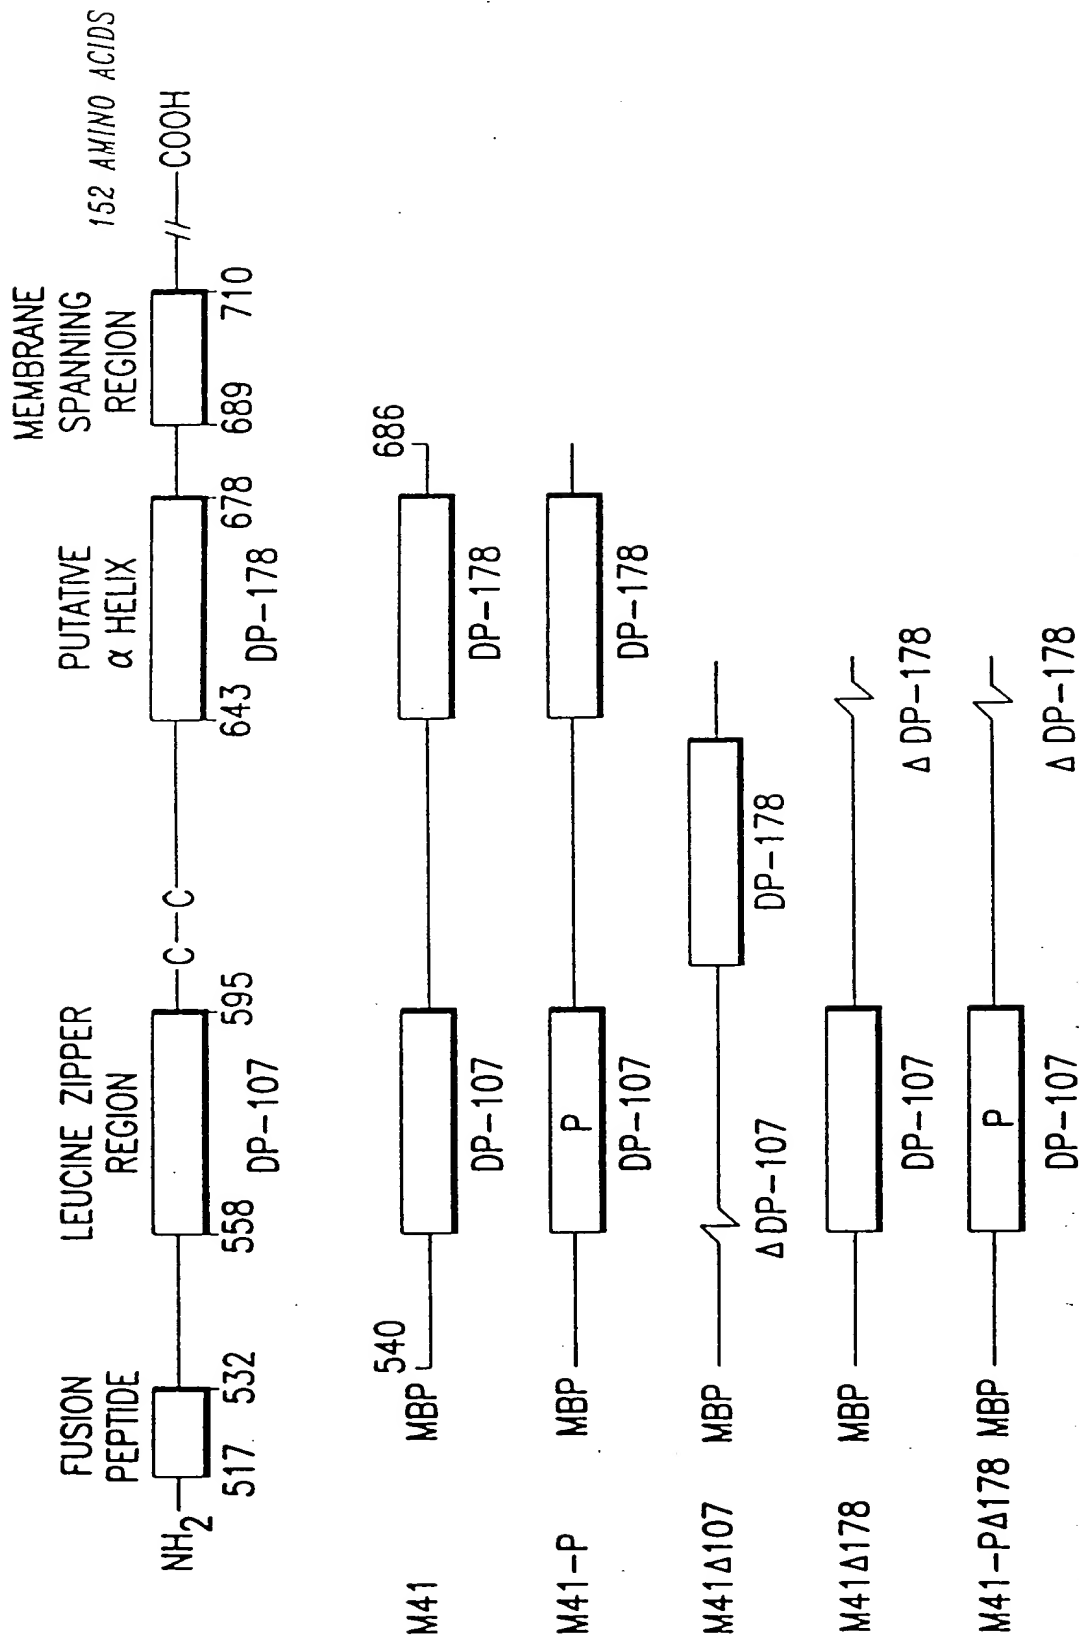 152 AMINO ACIDS
FUSION
PEPTIDE
LEUCINE ZIPPER
REGION
PUTATIVE
α HELIX
MEMBRANE
SPANNING
REGION
NH2
C C
// COOH
517 532 558 595 643 678 689 710
DP-107 DP-178
540 686
M41 MBP
DP-107 DP-178
M41-P MBP P
DP-107 DP-178
M41Δ107 MBP
Δ DP-107 DP-178
M41Δ178 MBP
DP-107 Δ DP-178
M41-PΔ178 MBP P
DP-107 Δ DP-178